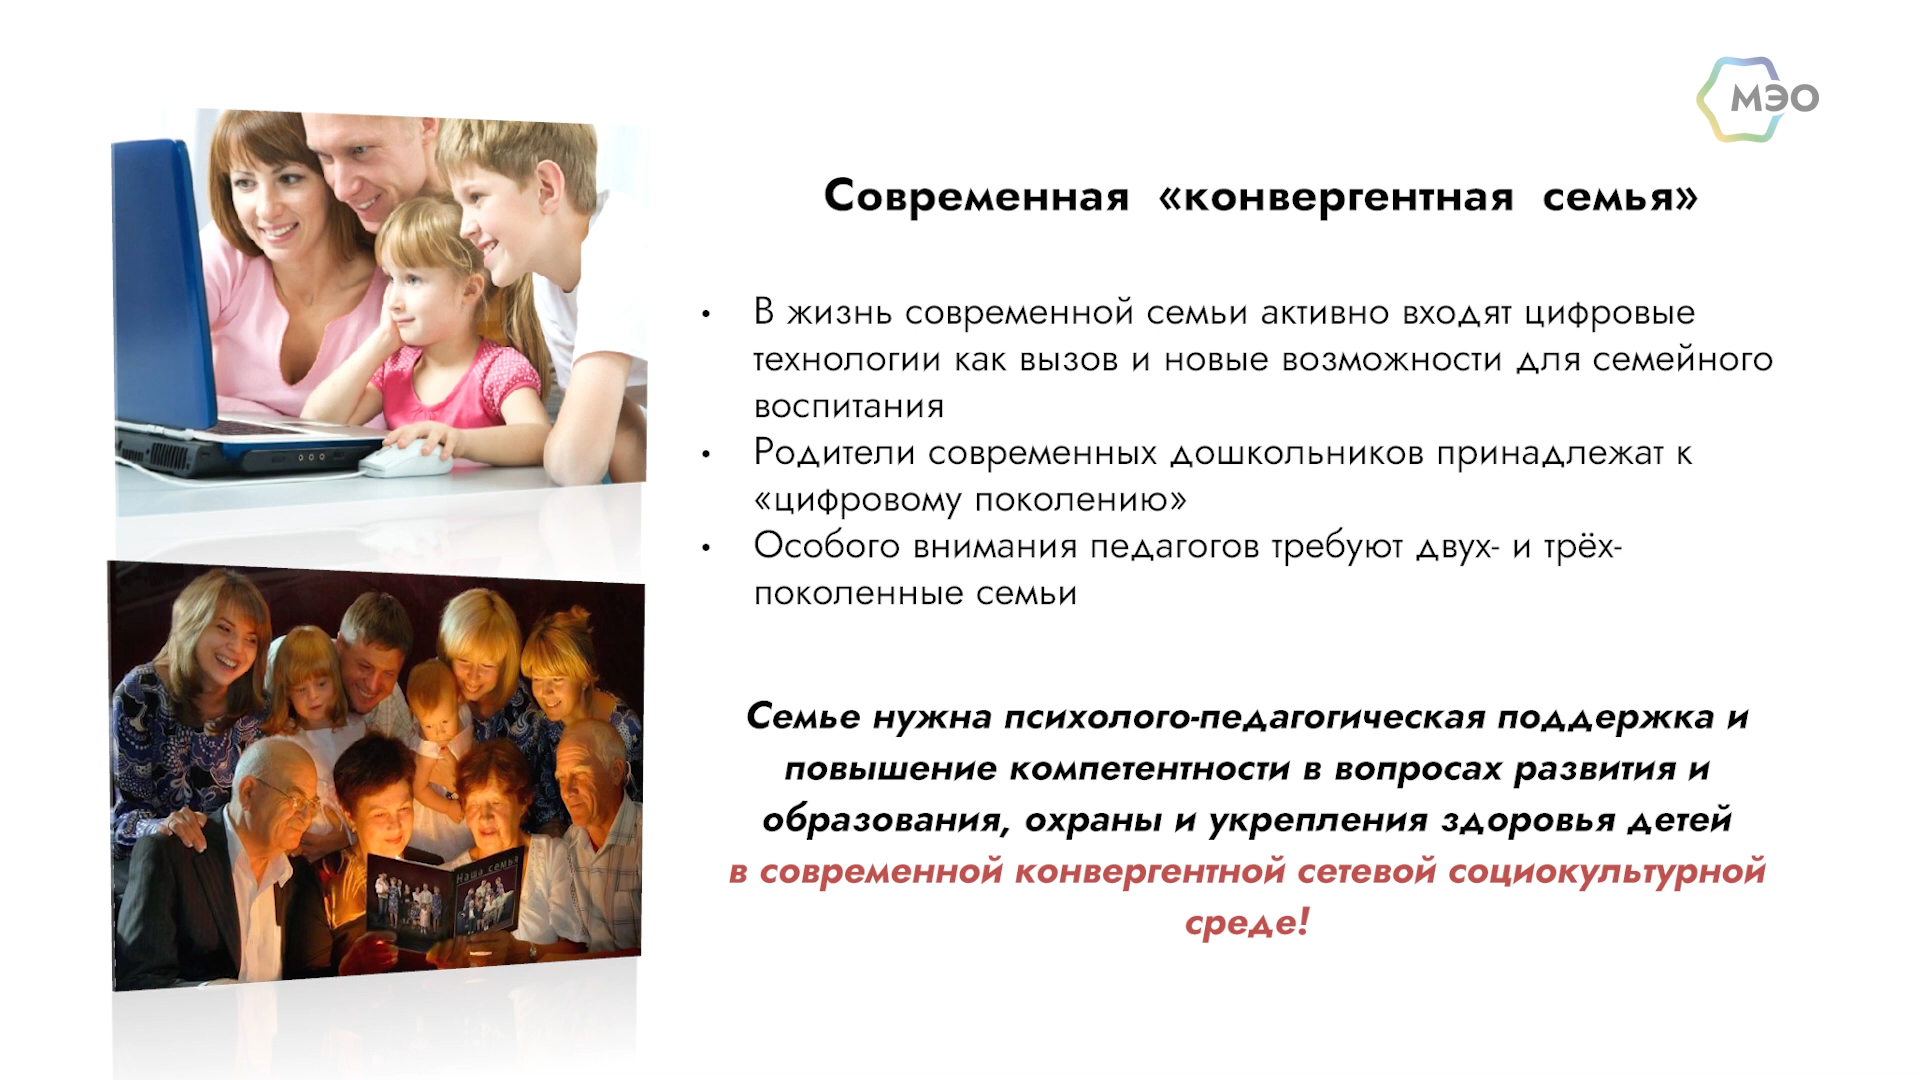 МЭО
Современная «конвергентная семья»
• В жизнь современной семьи активно входят цифровые
технологии как вызов и новые возможности для семейного
воспитания
• Родители современных дошкольников принадлежат к
«цифровому поколению»
• Особого внимания педагогов требуют двух- и трёх-
поколенные семьи
Семье нужна психолого-педагогическая поддержка и
повышение компетентности в вопросах развития и
образования, охраны и укрепления здоровья детей
в современной конвергентной сетевой социокультурной
среде!
Наша семья